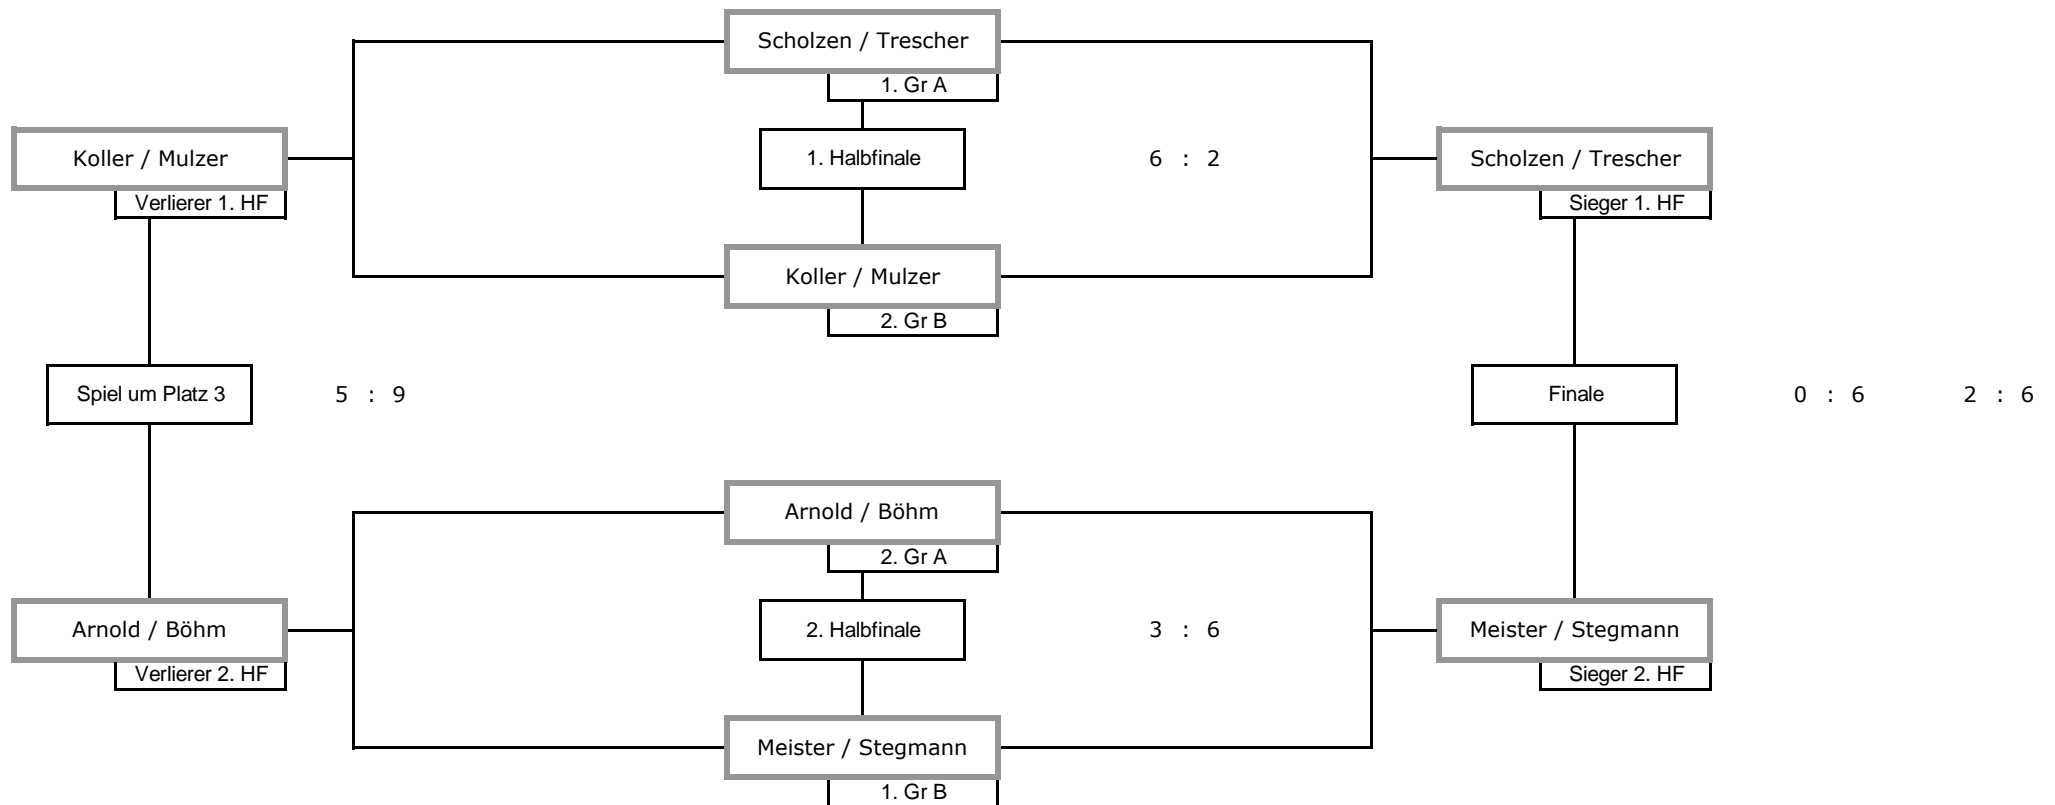 Scholzen / Trescher
1. Gr A
Koller / Mulzer
1. Halbfinale
6 : 2
Scholzen / Trescher
Verlierer 1. HF
Sieger 1. HF
Koller / Mulzer
2. Gr B
Spiel um Platz 3
5 : 9
Finale
0 : 6
2 : 6
Arnold / Böhm
2. Gr A
Arnold / Böhm
2. Halbfinale
3 : 6
Meister / Stegmann
Verlierer 2. HF
Sieger 2. HF
Meister / Stegmann
1. Gr B